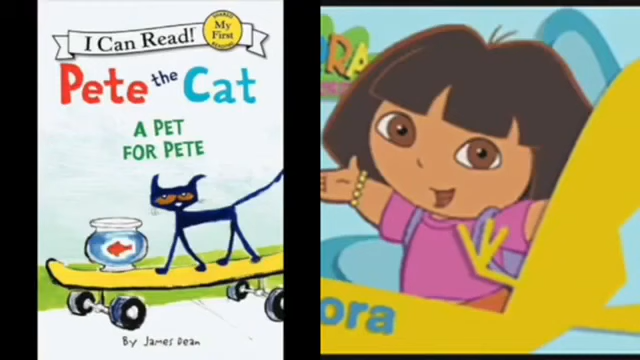 I Can Read!
My
First
Pete the Cat
A PET
FOR PETE
By James Dean
ora